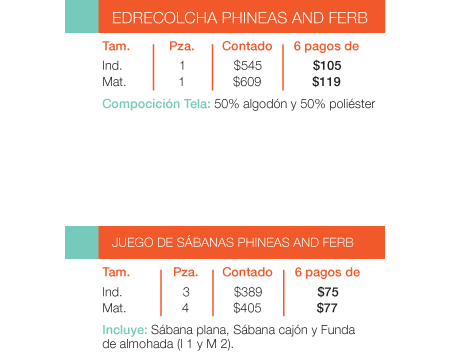 EDRECOLCHA PHINEAS AND FERB
Tam. Pza. Contado 6 pagos de
Ind. 1 $545 $105
Mat. 1 $609 $119
Compocición Tela: 50% algodón y 50% poliéster
JUEGO DE SÁBANAS PHINEAS AND FERB
Tam. Pza. Contado 6 pagos de
Ind. 3 $389 $75
Mat. 4 $405 $77
Incluye: Sábana plana, Sábana cajón y Funda
de almohada (I 1 y M 2).